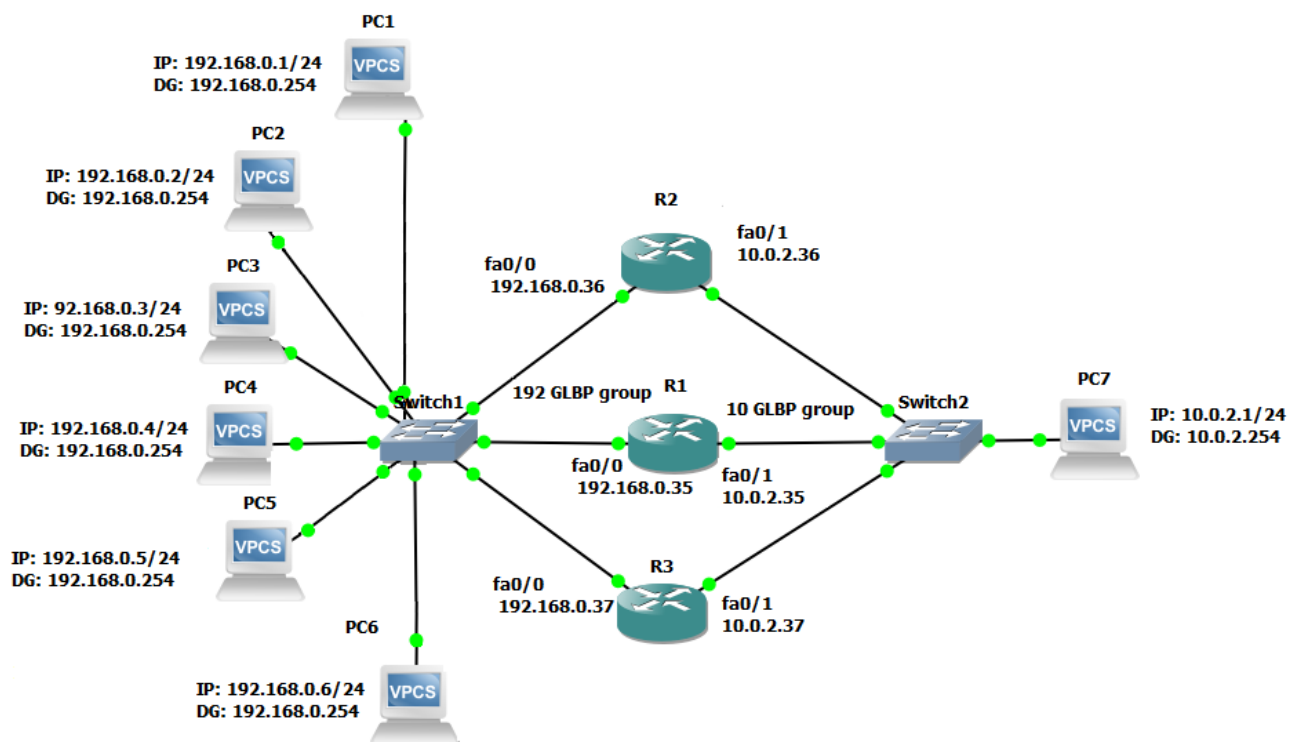 PC1
IP: 192.168.0.1/24
DG: 192.168.0.254
VPCS
PC2
IP: 192.168.0.2/24
DG: 192.168.0.254
VPCS
PC3
IP: 92.168.0.3/24
DG: 192.168.0.254
VPCS
PC4
IP: 192.168.0.4/24
DG: 192.168.0.254
VPCS
PC5
IP: 192.168.0.5/24
DG: 192.168.0.254
VPCS
PC6
IP: 192.168.0.6/24
DG: 192.168.0.254
VPCS
Switch1
R2
fa0/0
192.168.0.36
fa0/1
10.0.2.36
192 GLBP group
R1
10 GLBP group
fa0/0
192.168.0.35
fa0/1
10.0.2.35
R3
fa0/0
192.168.0.37
fa0/1
10.0.2.37
Switch2
PC7
VPCS
IP: 10.0.2.1/24
DG: 10.0.2.254